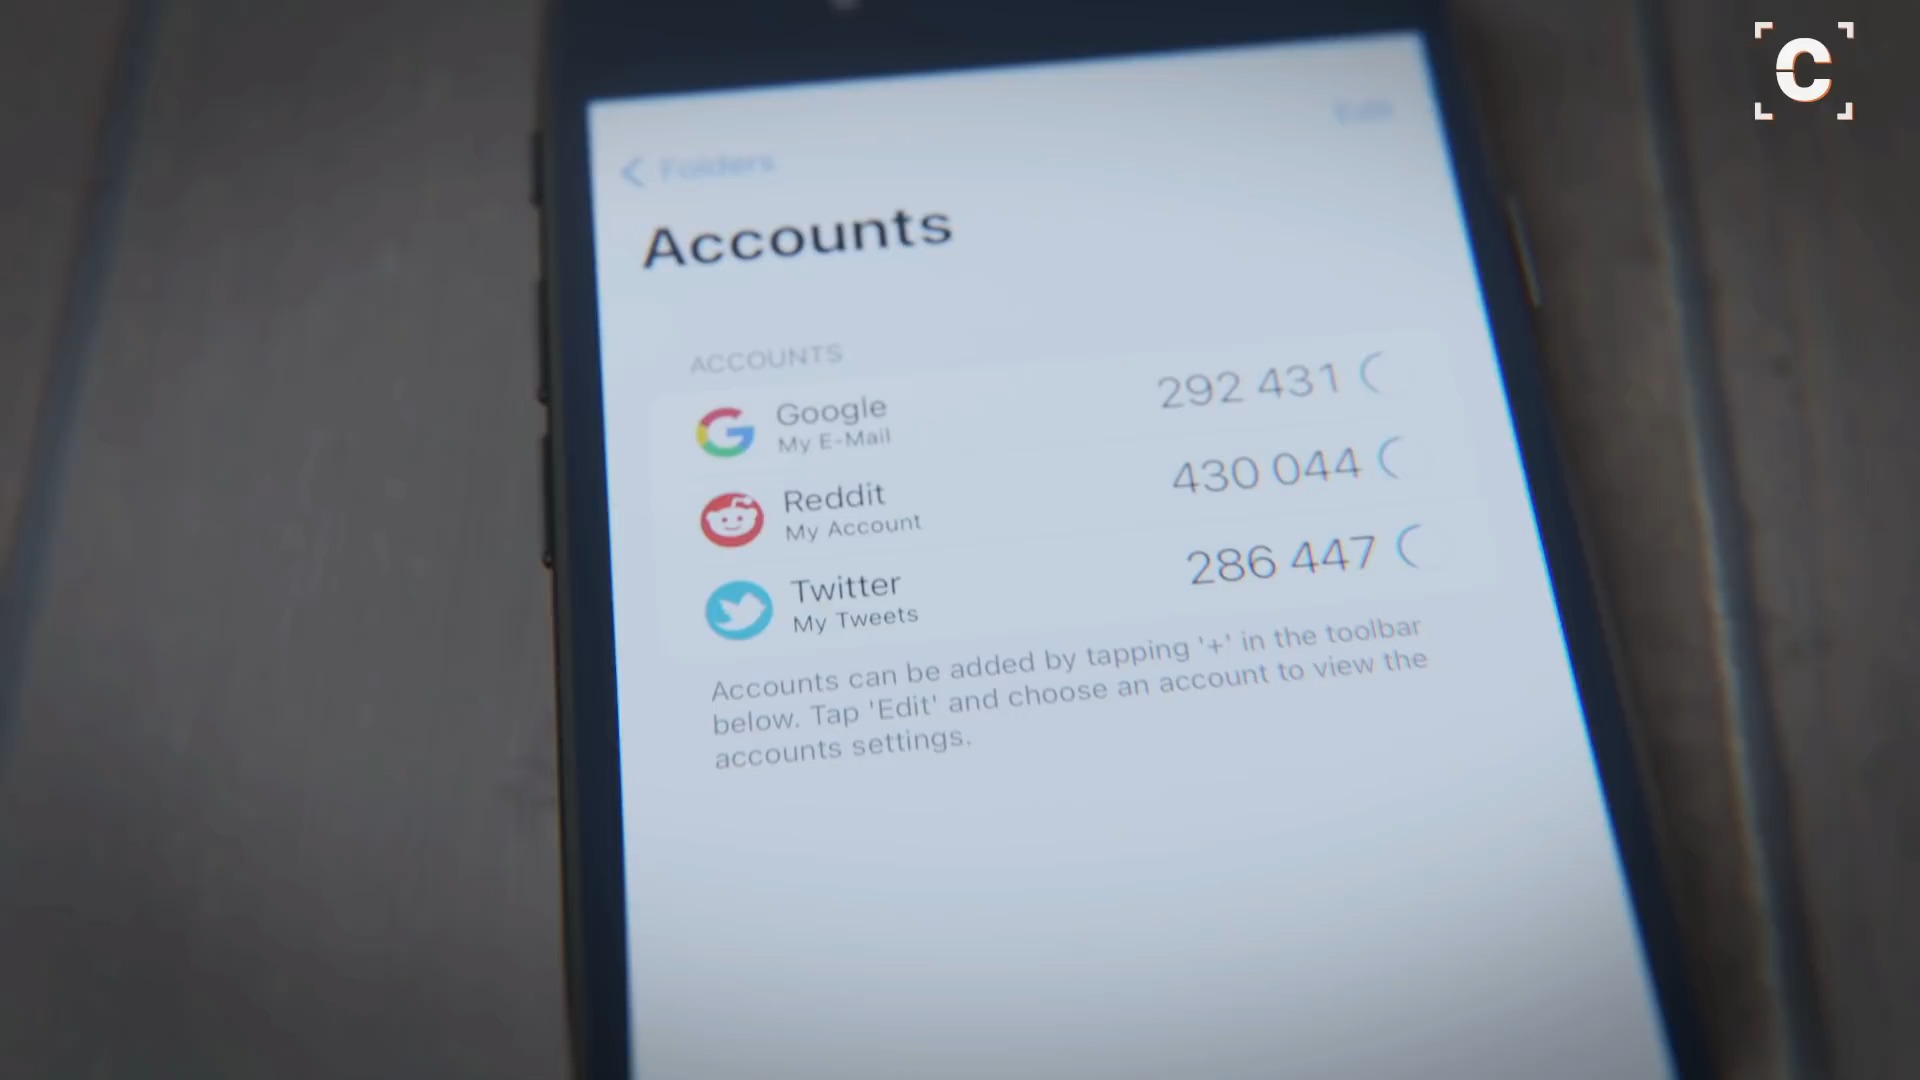 C
Edit
Folders
Accounts
ACCOUNTS
Google
My E-Mail
292 431
Reddit
My Account
430 044
Twitter
My Tweets
286 447
Accounts can be added by tapping '+' in the toolbar
below. Tap 'Edit' and choose an account to view the
accounts settings.